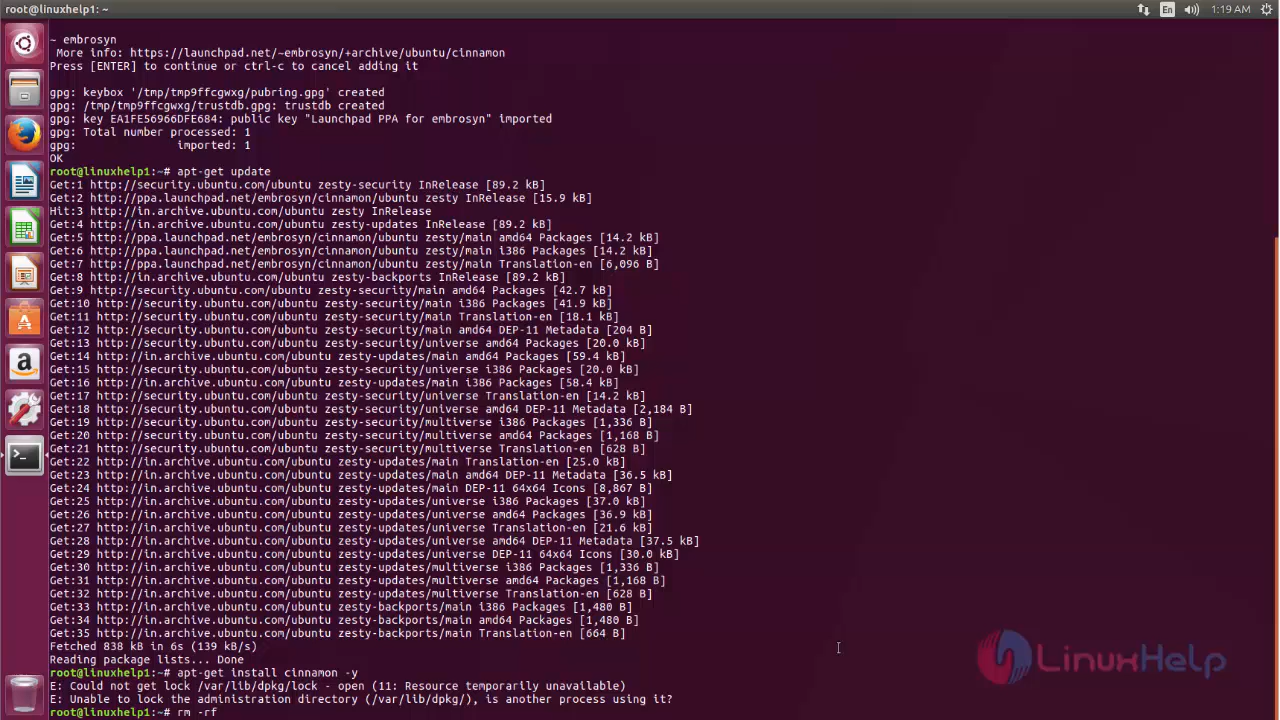 root@linuxhelp1: ~
En
1:19 AM
~ embrosyn
More info: https://launchpad.net/~embrosyn/+archive/ubuntu/cinnamon
Press [ENTER] to continue or ctrl-c to cancel adding it
gpg: keybox '/tmp/tmp9ffcgwxg/pubring.gpg' created
gpg: /tmp/tmp9ffcgwxg/trustdb.gpg: trustdb created
gpg: key EA1FE56966DFE684: public key "Launchpad PPA for embrosyn" imported
gpg: Total number processed: 1
gpg:               imported: 1
OK
root@linuxhelp1:~# apt-get update
Get:1 http://security.ubuntu.com/ubuntu zesty-security InRelease [89.2 kB]
Get:2 http://ppa.launchpad.net/embrosyn/cinnamon/ubuntu zesty InRelease [15.9 kB]
Hit:3 http://in.archive.ubuntu.com/ubuntu zesty InRelease
Get:4 http://in.archive.ubuntu.com/ubuntu zesty-updates InRelease [89.2 kB]
Get:5 http://ppa.launchpad.net/embrosyn/cinnamon/ubuntu zesty/main amd64 Packages [14.2 kB]
Get:6 http://ppa.launchpad.net/embrosyn/cinnamon/ubuntu zesty/main i386 Packages [14.2 kB]
Get:7 http://ppa.launchpad.net/embrosyn/cinnamon/ubuntu zesty/main Translation-en [6,096 B]
Get:8 http://in.archive.ubuntu.com/ubuntu zesty-backports InRelease [89.2 kB]
Get:9 http://security.ubuntu.com/ubuntu zesty-security/main amd64 Packages [42.7 kB]
Get:10 http://security.ubuntu.com/ubuntu zesty-security/main i386 Packages [41.9 kB]
Get:11 http://security.ubuntu.com/ubuntu zesty-security/main Translation-en [18.1 kB]
Get:12 http://security.ubuntu.com/ubuntu zesty-security/main amd64 DEP-11 Metadata [204 B]
Get:13 http://security.ubuntu.com/ubuntu zesty-security/universe amd64 Packages [20.0 kB]
Get:14 http://in.archive.ubuntu.com/ubuntu zesty-updates/main amd64 Packages [59.4 kB]
Get:15 http://security.ubuntu.com/ubuntu zesty-security/universe i386 Packages [20.0 kB]
Get:16 http://in.archive.ubuntu.com/ubuntu zesty-updates/main i386 Packages [58.4 kB]
Get:17 http://security.ubuntu.com/ubuntu zesty-security/universe Translation-en [14.2 kB]
Get:18 http://security.ubuntu.com/ubuntu zesty-security/universe amd64 DEP-11 Metadata [2,184 B]
Get:19 http://security.ubuntu.com/ubuntu zesty-security/multiverse i386 Packages [1,336 B]
Get:20 http://security.ubuntu.com/ubuntu zesty-security/multiverse amd64 Packages [1,168 B]
Get:21 http://security.ubuntu.com/ubuntu zesty-security/multiverse Translation-en [628 B]
Get:22 http://in.archive.ubuntu.com/ubuntu zesty-updates/main Translation-en [25.0 kB]
Get:23 http://in.archive.ubuntu.com/ubuntu zesty-updates/main amd64 DEP-11 Metadata [36.5 kB]
Get:24 http://in.archive.ubuntu.com/ubuntu zesty-updates/main DEP-11 64x64 Icons [8,867 B]
Get:25 http://in.archive.ubuntu.com/ubuntu zesty-updates/universe i386 Packages [37.0 kB]
Get:26 http://in.archive.ubuntu.com/ubuntu zesty-updates/universe amd64 Packages [36.9 kB]
Get:27 http://in.archive.ubuntu.com/ubuntu zesty-updates/universe Translation-en [21.6 kB]
Get:28 http://in.archive.ubuntu.com/ubuntu zesty-updates/universe amd64 DEP-11 Metadata [37.5 kB]
Get:29 http://in.archive.ubuntu.com/ubuntu zesty-updates/universe DEP-11 64x64 Icons [30.0 kB]
Get:30 http://in.archive.ubuntu.com/ubuntu zesty-updates/multiverse i386 Packages [1,336 B]
Get:31 http://in.archive.ubuntu.com/ubuntu zesty-updates/multiverse amd64 Packages [1,168 B]
Get:32 http://in.archive.ubuntu.com/ubuntu zesty-updates/multiverse Translation-en [628 B]
Get:33 http://in.archive.ubuntu.com/ubuntu zesty-backports/main i386 Packages [1,480 B]
Get:34 http://in.archive.ubuntu.com/ubuntu zesty-backports/main amd64 Packages [1,480 B]
Get:35 http://in.archive.ubuntu.com/ubuntu zesty-backports/main Translation-en [664 B]
Fetched 838 kB in 6s (139 kB/s)
Reading package lists... Done
root@linuxhelp1:~# apt-get install cinnamon -y
E: Could not get lock /var/lib/dpkg/lock - open (11: Resource temporarily unavailable)
E: Unable to lock the administration directory (/var/lib/dpkg/), is another process using it?
root@linuxhelp1:~# rm -rf
LinuxHelp